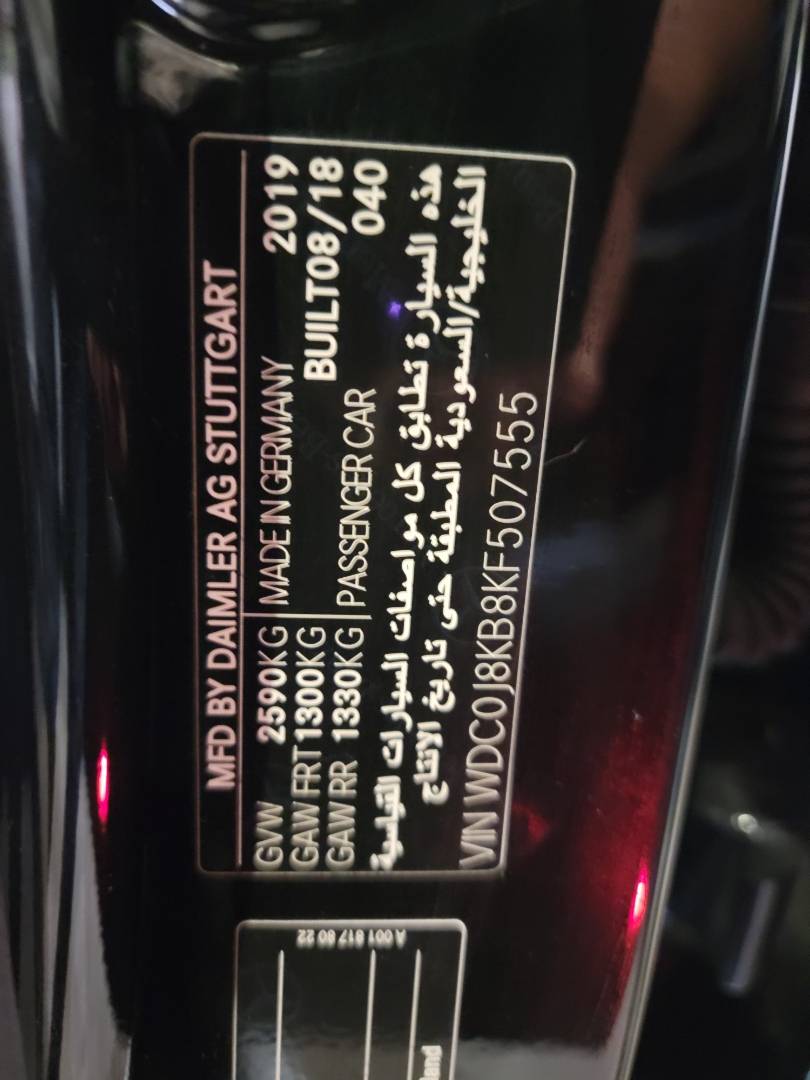 MFD BY DAIMLER AG STUTTGART
GVW 2590KG MADE IN GERMANY 2019
GAW FRT 1300KG BUILT08/18
GAW RR 1330KG PASSENGER CAR 040
هذه السيارة تطابق كل مواصفات السيارات القياسية
الخليجية/السعودية المطبقة حتى تاريخ الانتاج
VIN WDC0J8KB8KF507555
A 001 817 80 22
land